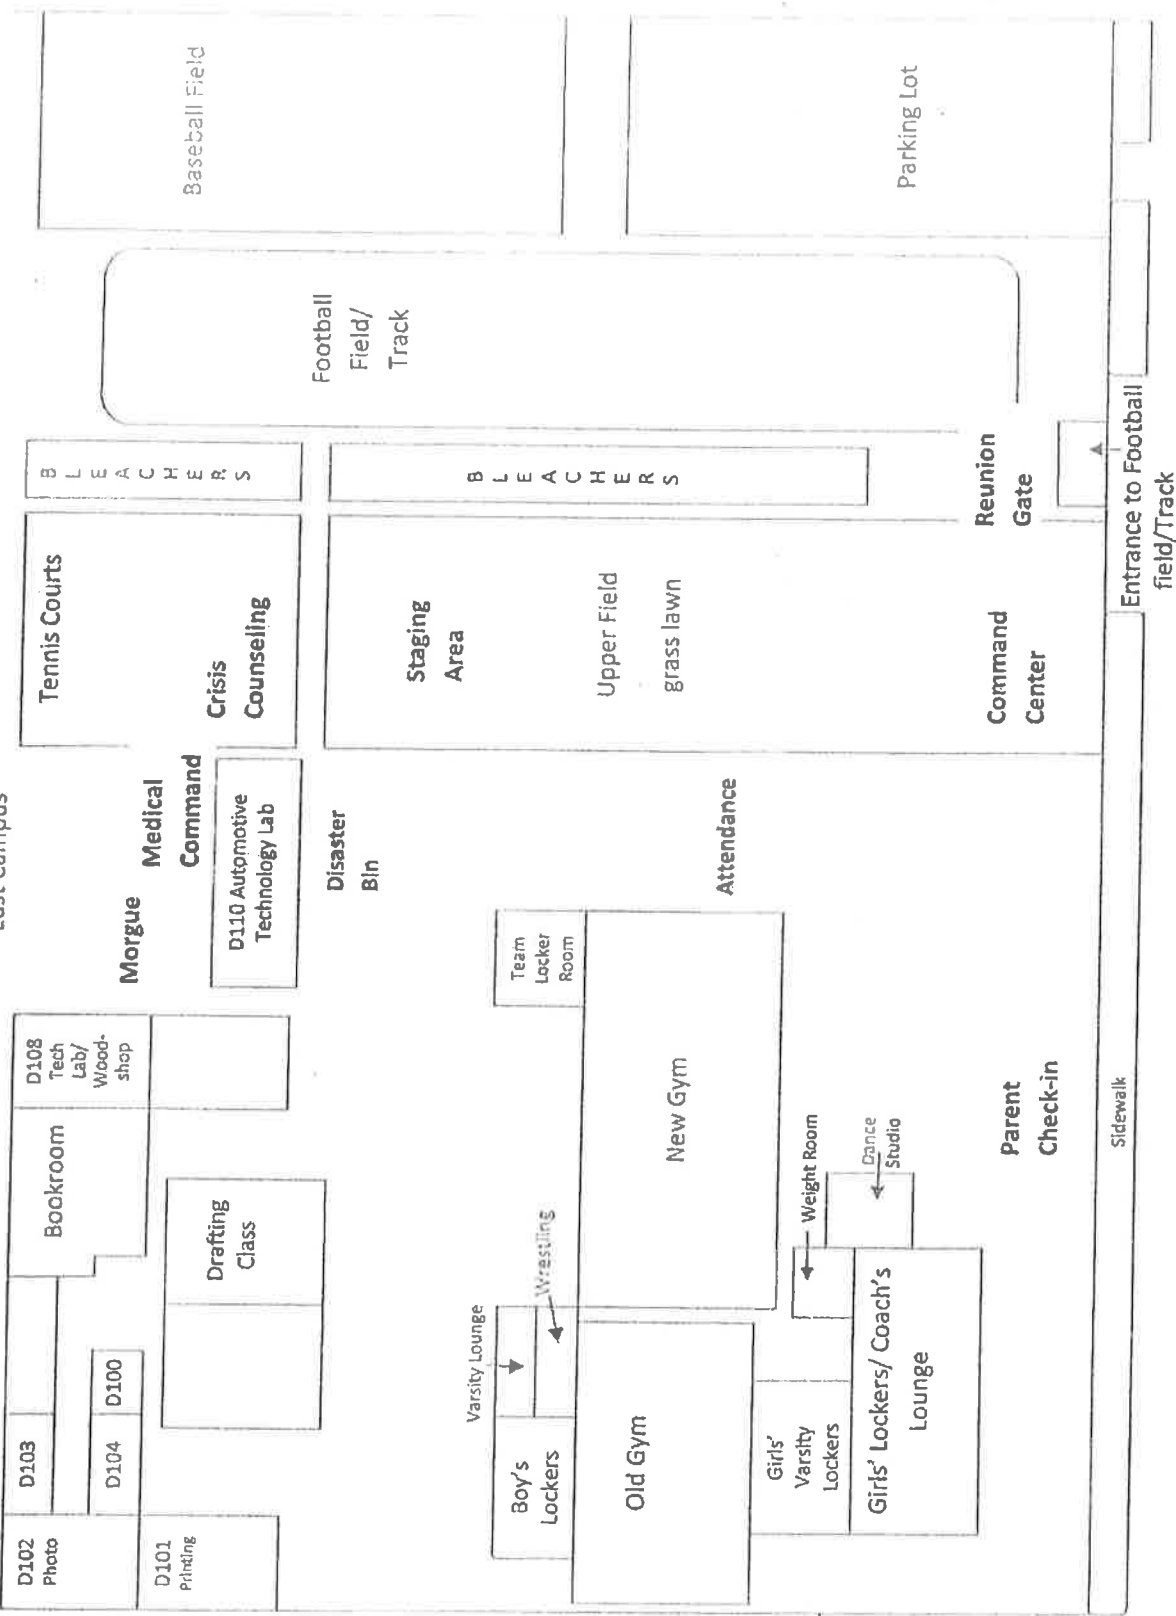 East Campus
D102
Photo
D103
D104
D100
D101
Printing
Bookroom
D108
Tech
Lab/
Wood-
shop
Drafting
Class
Morgue
Medical
Command
D110 Automotive
Technology Lab
Disaster
Bin
Tennis Courts
Crisis
Counseling
B
L
E
A
C
H
E
R
S
Baseball Field
Football
Field/
Track
Varsity Lounge
Wrestling
Boy's
Lockers
Old Gym
Team
Locker
Room
New Gym
Staging
Area
Upper Field
grass lawn
B
L
E
A
C
H
E
R
S
Attendance
Girls'
Varsity
Lockers
Weight Room
Dance
Studio
Girls' Lockers/ Coach's
Lounge
Parent
Check-in
Command
Center
Reunion
Gate
Parking Lot
Sidewalk
Entrance to Football
field/Track